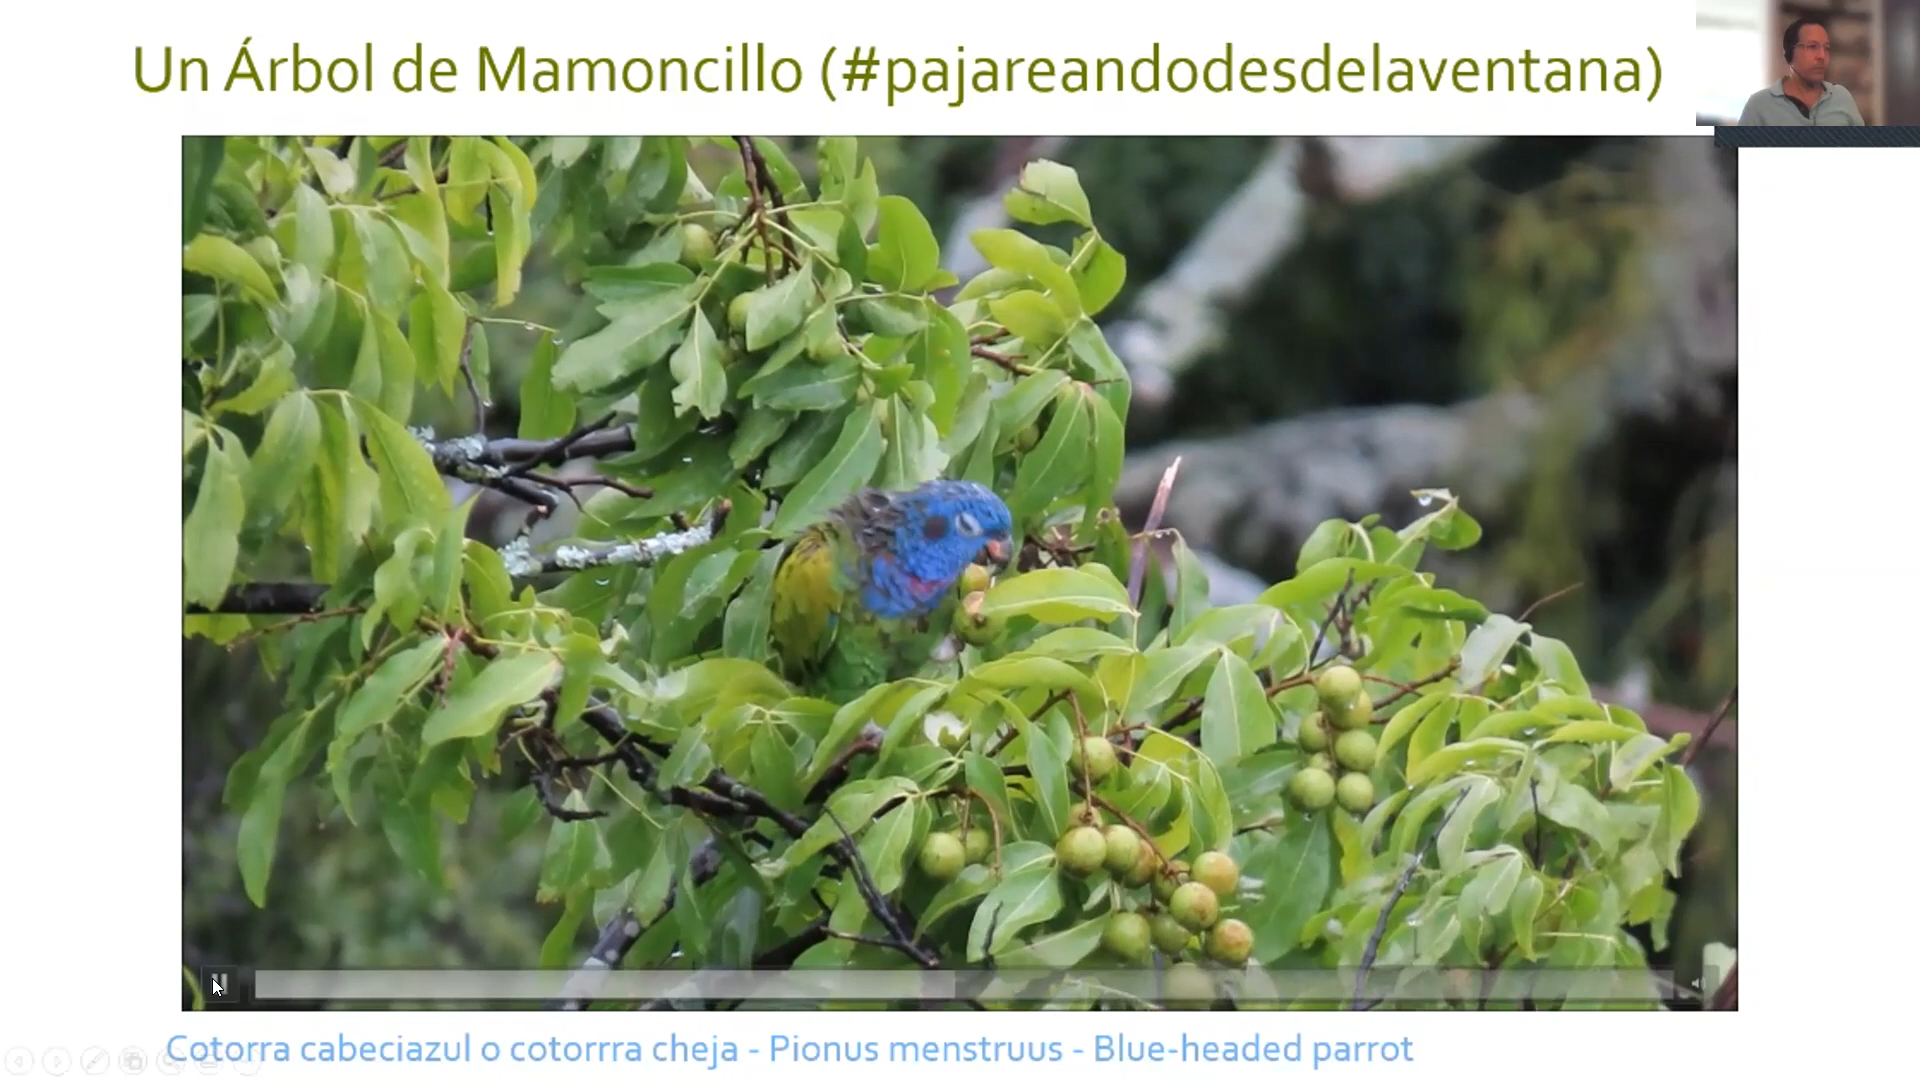 Un Árbol de Mamoncillo (#pajareandodesdelaventana)
Cotorra cabeciazul o cotorrra cheja - Pionus menstruus - Blue-headed parrot